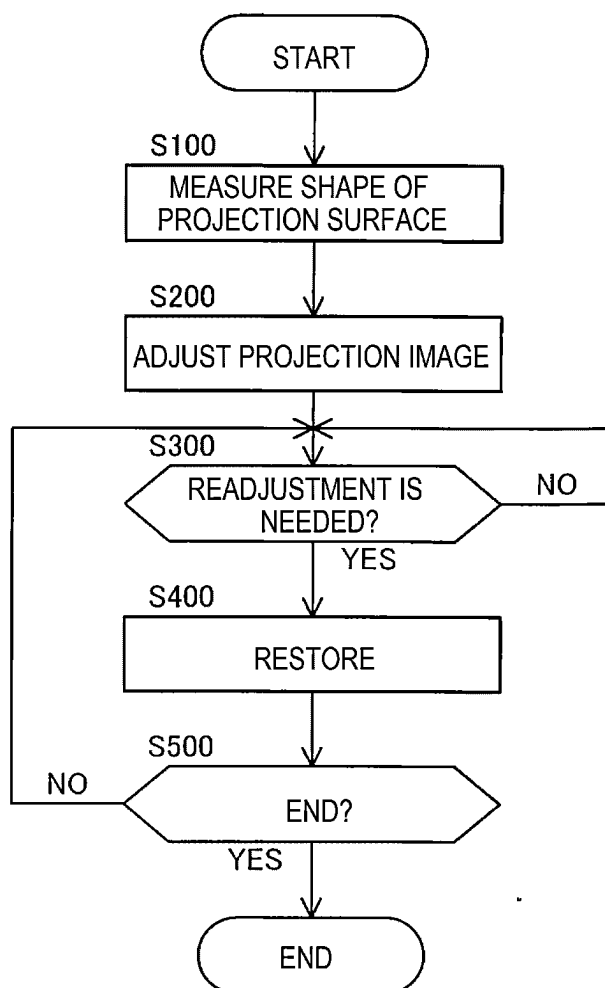 START
S100
MEASURE SHAPE OF
PROJECTION SURFACE
S200
ADJUST PROJECTION IMAGE
S300
READJUSTMENT IS
NEEDED?
NO
YES
S400
RESTORE
S500
NO
END?
YES
END